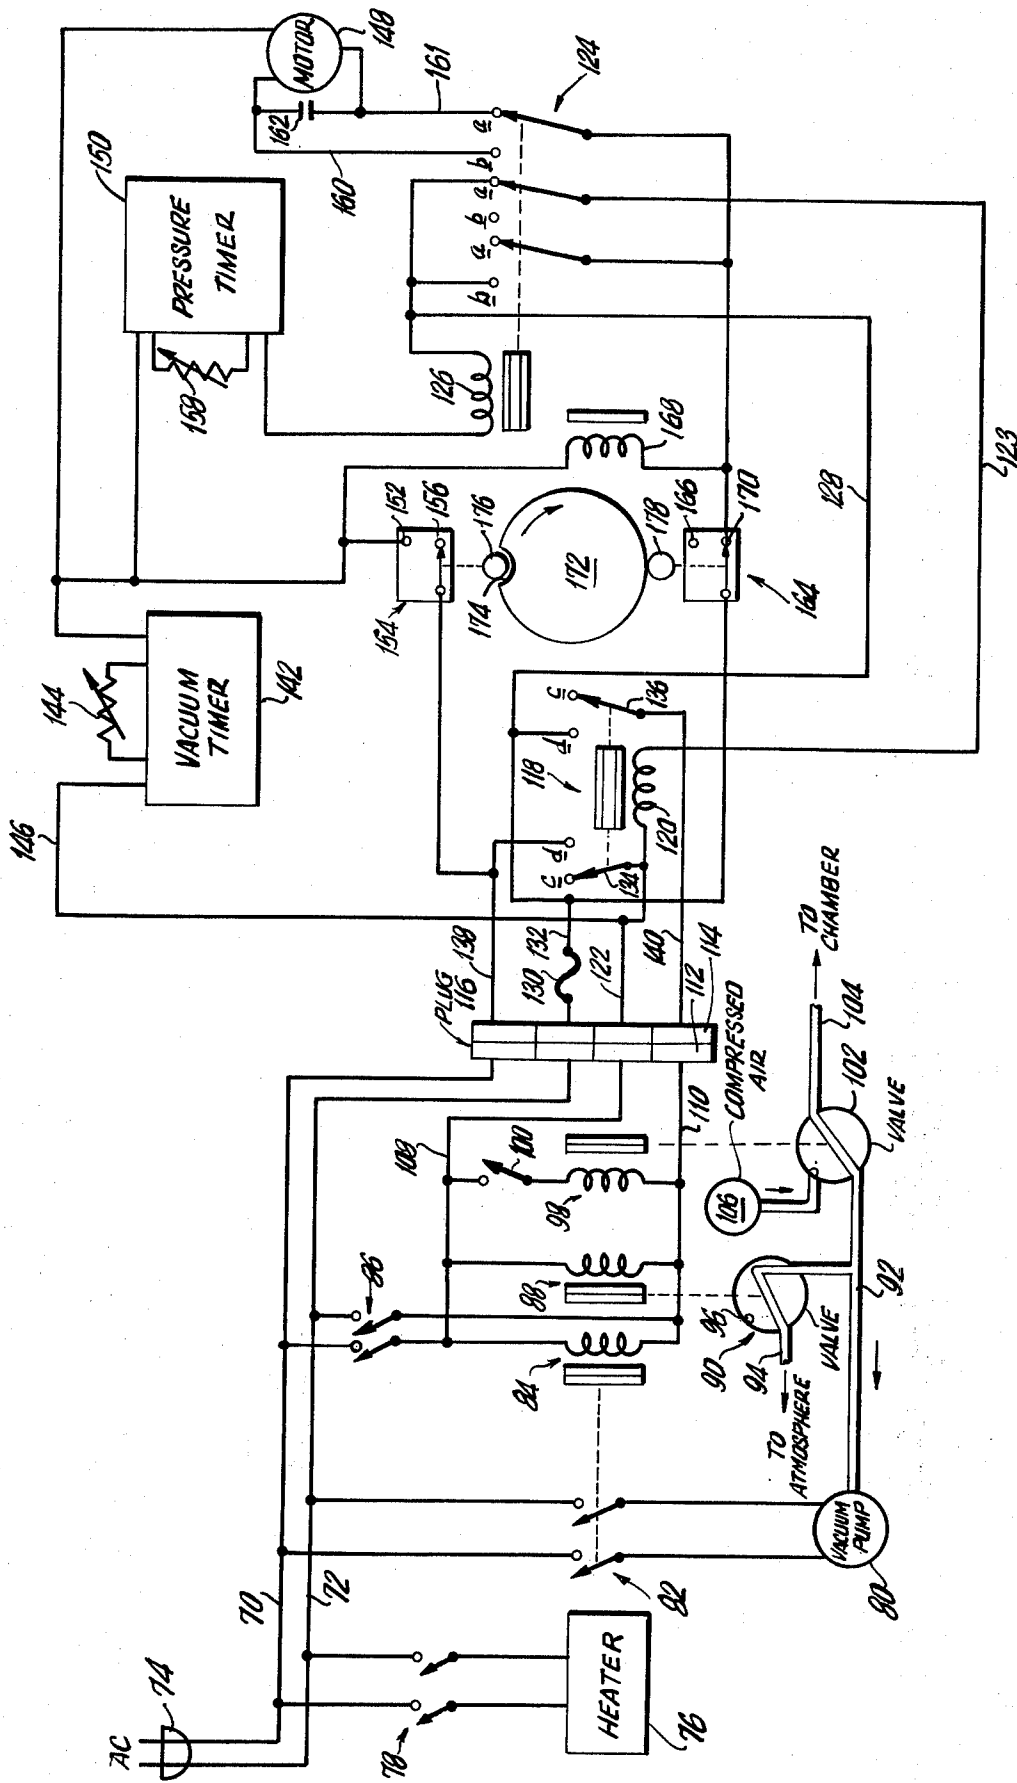 AC
74
70
72
78
HEATER
76
82
VACUUM
PUMP
80
86
84
88
90
96
94
TO
ATMOSPHERE
VALVE
92
108
100
98
110
106
COMPRESSED
AIR
VALVE
102
104
TO
CHAMBER
PLUG
116
112
114
138
130
132
122
140
146
144
VACUUM
TIMER
142
c
d
134
118
120
d
c
136
154
152
156
174
176
172
178
164
166
170
168
128
123
150
PRESSURE
TIMER
158
126
b
a
b
a
b
a
124
160
161
162
MOTOR
148